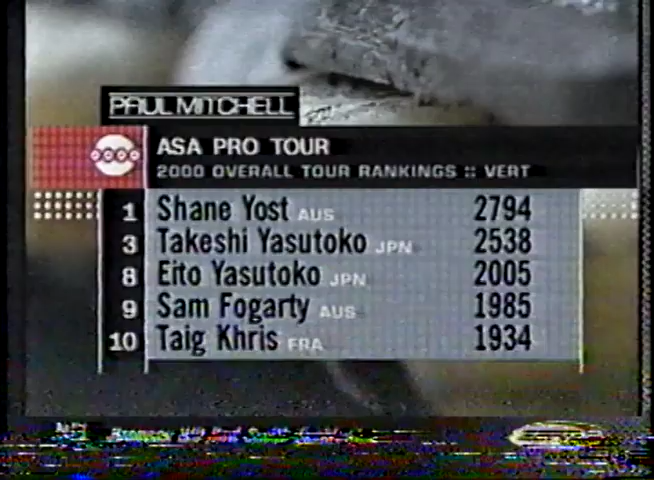 PAUL MITCHELL
ASA PRO TOUR
2000 OVERALL TOUR RANKINGS :: VERT
1 Shane Yost AUS 2794
3 Takeshi Yasutoko JPN 2538
8 Eito Yasutoko JPN 2005
9 Sam Fogarty AUS 1985
10 Taig Khris FRA 1934